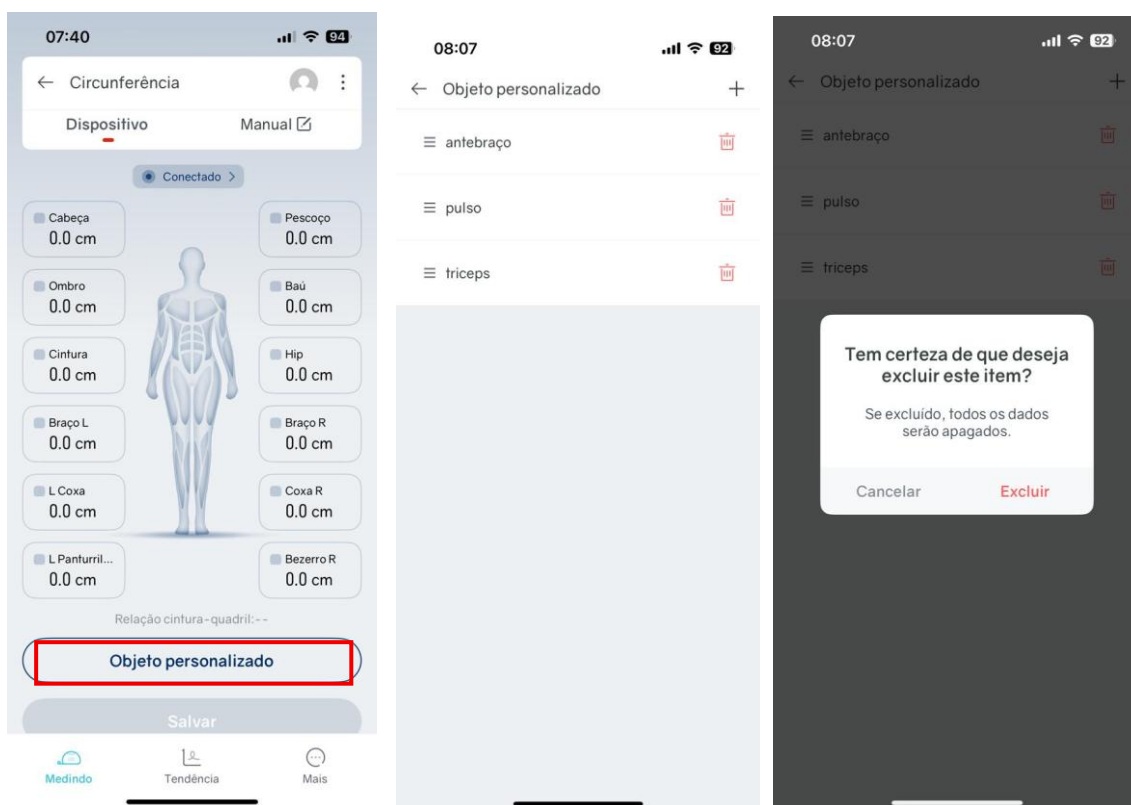 07:40
94
Circunferência
Dispositivo
Manual
Conectado >
Cabeça
0.0 cm
Pescoço
0.0 cm
Ombro
0.0 cm
Baú
0.0 cm
Cintura
0.0 cm
Hip
0.0 cm
Braço L
0.0 cm
Braço R
0.0 cm
L Coxa
0.0 cm
Coxa R
0.0 cm
L Panturril...
0.0 cm
Bezerro R
0.0 cm
Relação cintura-quadril:--
Objeto personalizado
Salvar
Medindo
Tendência
Mais
08:07
92
Objeto personalizado
antebraço
pulso
triceps
08:07
92
Objeto personalizado
antebraço
pulso
triceps
Tem certeza de que deseja
excluir este item?
Se excluído, todos os dados
serão apagados.
Cancelar
Excluir